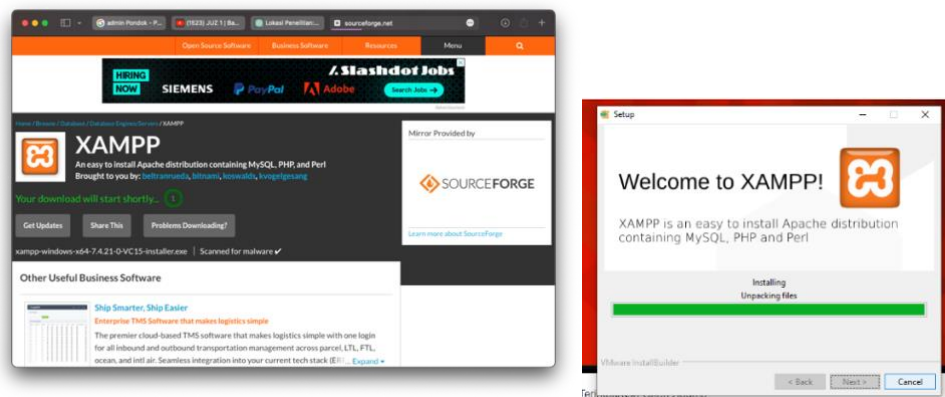 admin Pondok - P...
(1623) JUZ 1 | Ba...
Lokasi Penelitian:...
sourceforge.net
Open Source Software
Business Software
Resources
Menu
HIRING NOW
SIEMENS
PayPal
Adobe
Slashdot Jobs
Search Jobs
Home / Browse / Database / Database Engines/Servers / XAMPP
XAMPP
An easy to install Apache distribution containing MySQL, PHP, and Perl
Brought to you by: beltranrueda, bitnami, koswalds, kvogelgesang
Your download will start shortly... 1
Get Updates
Share This
Problems Downloading?
xampp-windows-x64-7.4.21-0-VC15-installer.exe | Scanned for malware ✔
Mirror Provided by
SOURCEFORGE
Learn more about SourceForge
Other Useful Business Software
Ship Smarter, Ship Easier
Enterprise TMS Software that makes logistics simple
The premier cloud-based TMS software that makes logistics simple with one login
for all inbound and outbound transportation management across parcel, LTL, FTL,
ocean, and intl air. Seamless integration into your current tech stack (ERP... Expand
Setup
Welcome to XAMPP!
XAMPP is an easy to install Apache distribution
containing MySQL, PHP and Perl
Installing
Unpacking files
VMware InstallBuilder
< Back
Next >
Cancel